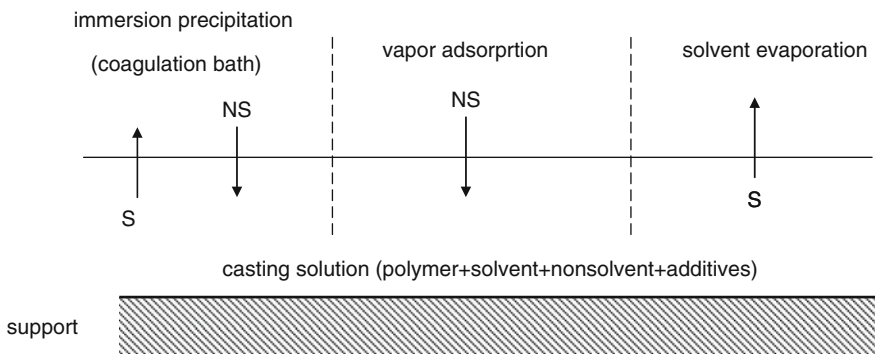 immersion precipitation
(coagulation bath)
vapor adsorprtion
solvent evaporation
NS
NS
S
S
casting solution (polymer+solvent+nonsolvent+additives)
support